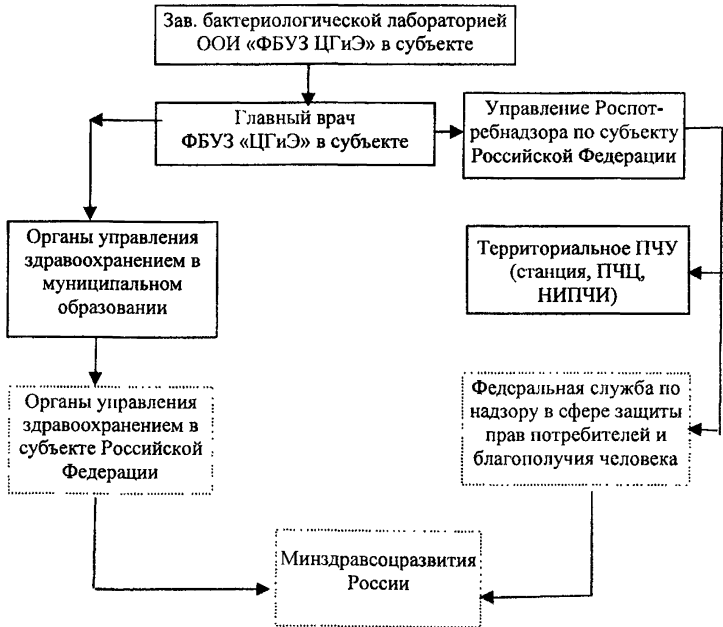 Зав. бактериологической лабораторией
ООИ «ФБУЗ ЦГиЭ» в субъекте
Главный врач
ФБУЗ «ЦГиЭ» в субъекте
Управление Роспот-
ребнадзора по субъекту
Российской Федерации
Органы управления
здравоохранением в
муниципальном
образовании
Территориальное ПЧУ
(станция, ПЧЦ,
НИПЧИ)
Органы управления
здравоохранением в
субъекте Российской
Федерации
Федеральная служба по
надзору в сфере защиты
прав потребителей и
благополучия человека
Минздравсоцразвития
России